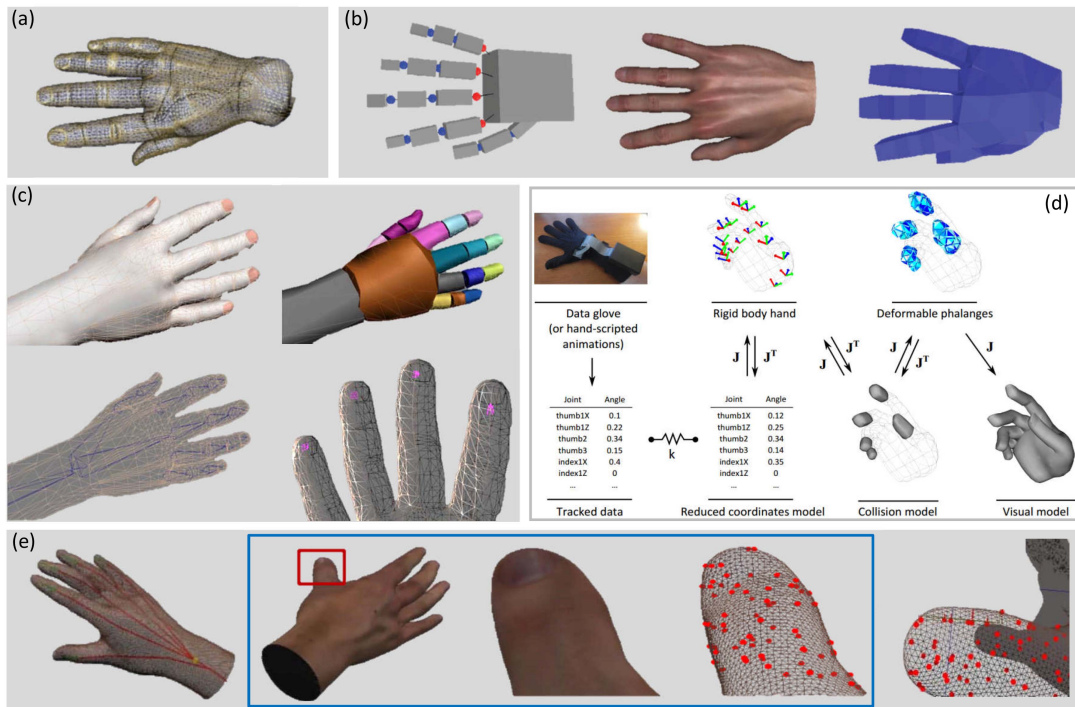 (a)
(b)
(c)
(d)
Data glove
(or hand-scripted
animations)
Rigid body hand
Deformable phalanges
J
Jᵀ
J
Jᵀ
J
Jᵀ
J
Joint Angle
thumb1X 0.1
thumb1Z 0.22
thumb2 0.34
thumb3 0.15
index1X 0.4
index1Z 0
... ...
Tracked data
k
Joint Angle
thumb1X 0.12
thumb1Z 0.25
thumb2 0.34
thumb3 0.14
index1X 0.35
index1Z 0
... ...
Reduced coordinates model
Collision model
Visual model
(e)